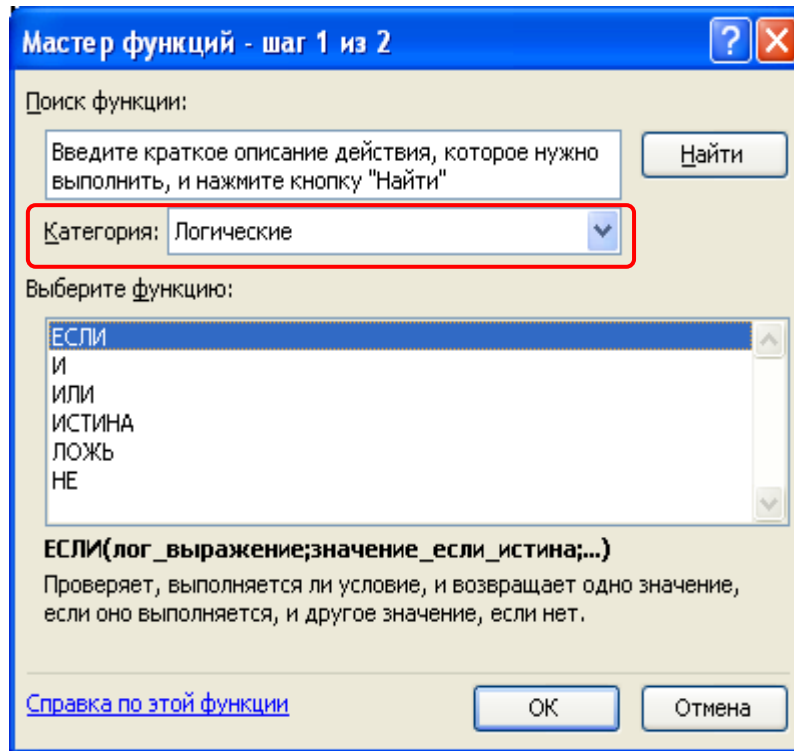 Мастер функций - шаг 1 из 2
Поиск функции:
Введите краткое описание действия, которое нужно
выполнить, и нажмите кнопку "Найти"
Найти
Категория: Логические
Выберите функцию:
ЕСЛИ
И
ИЛИ
ИСТИНА
ЛОЖЬ
НЕ
ЕСЛИ(лог_выражение;значение_если_истина;...)
Проверяет, выполняется ли условие, и возвращает одно значение,
если оно выполняется, и другое значение, если нет.
Справка по этой функции
ОК
Отмена